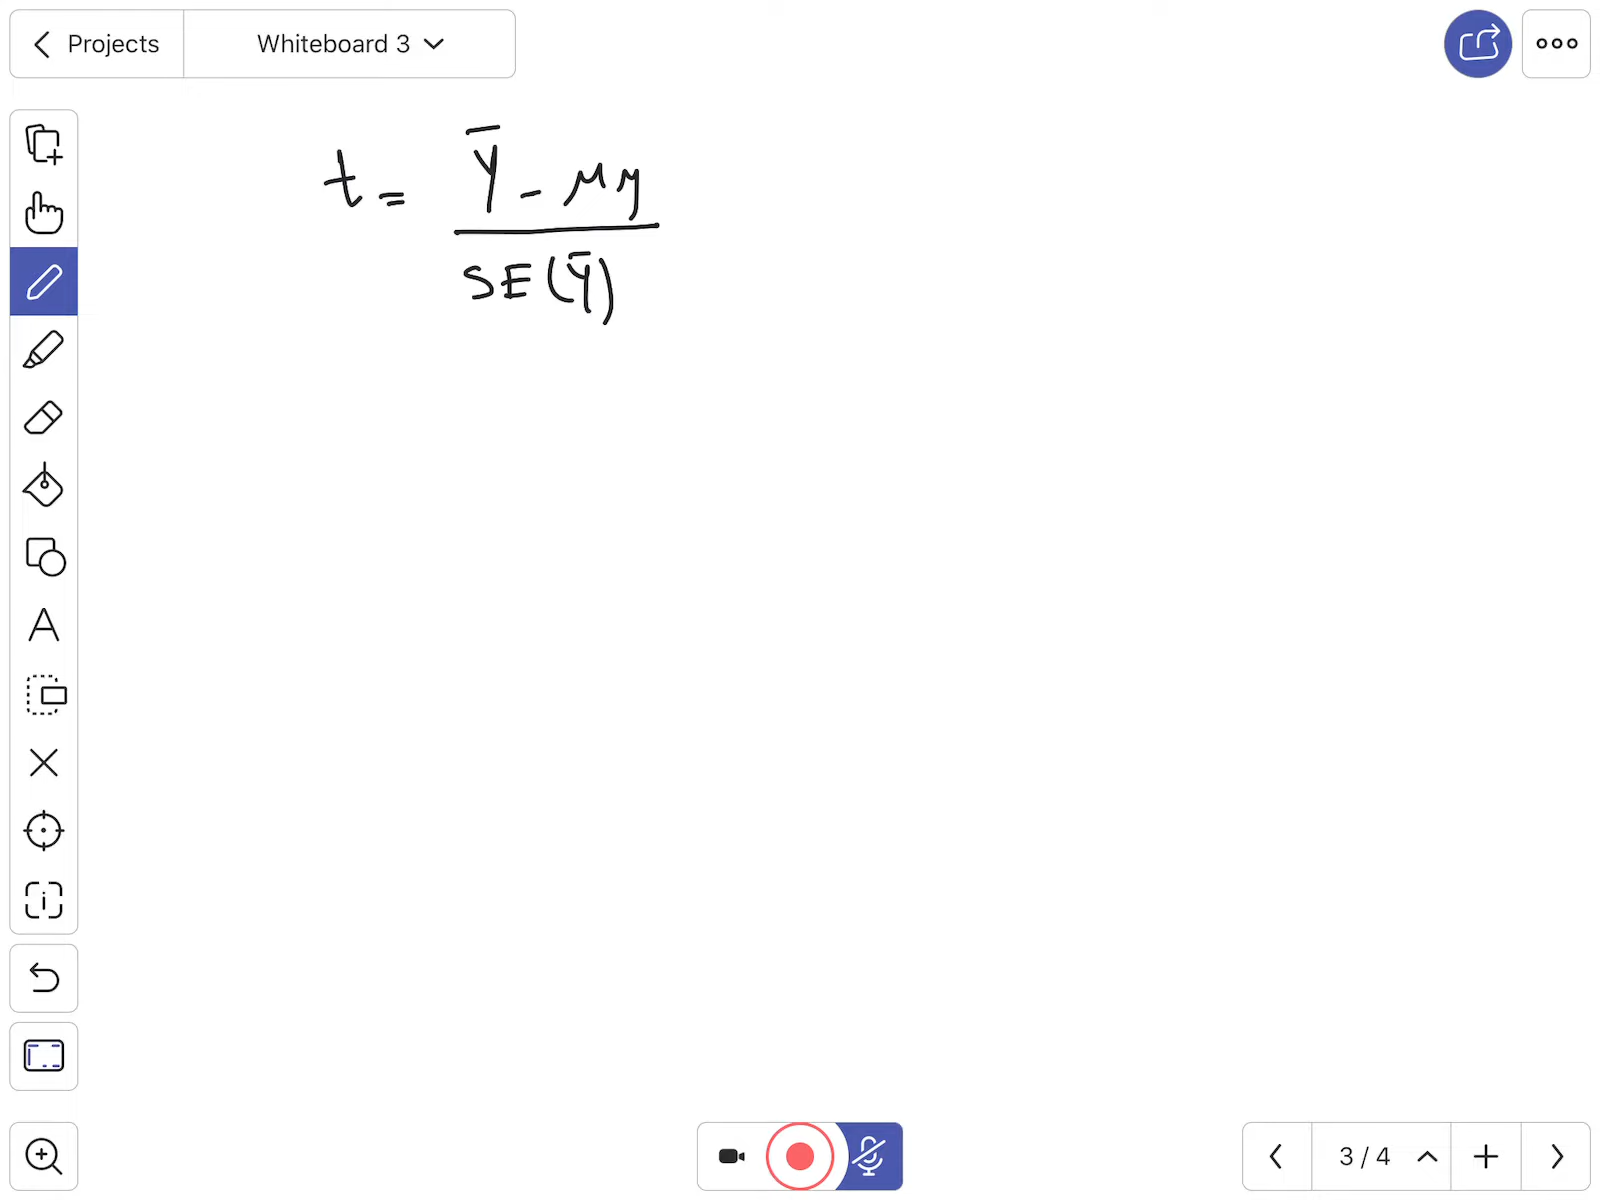 Projects
Whiteboard 3
t = Ȳ - μy
SE(Ȳ)
A
i
3 / 4